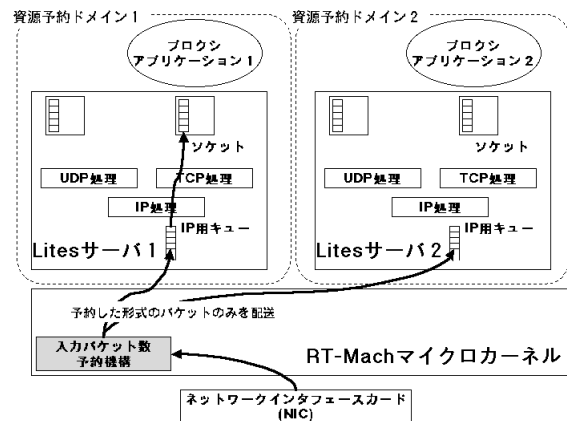 資源予約ドメイン 1
資源予約ドメイン 2
プロクシ
アプリケーション 1
プロクシ
アプリケーション 2
ソケット
ソケット
UDP処理
TCP処理
UDP処理
TCP処理
IP処理
IP処理
IP用キュー
IP用キュー
Litesサーバ 1
Litesサーバ 2
予約した形式のパケットのみを配送
入力パケット数
予約機構
RT-Machマイクロカーネル
ネットワークインタフェースカード
(NIC)